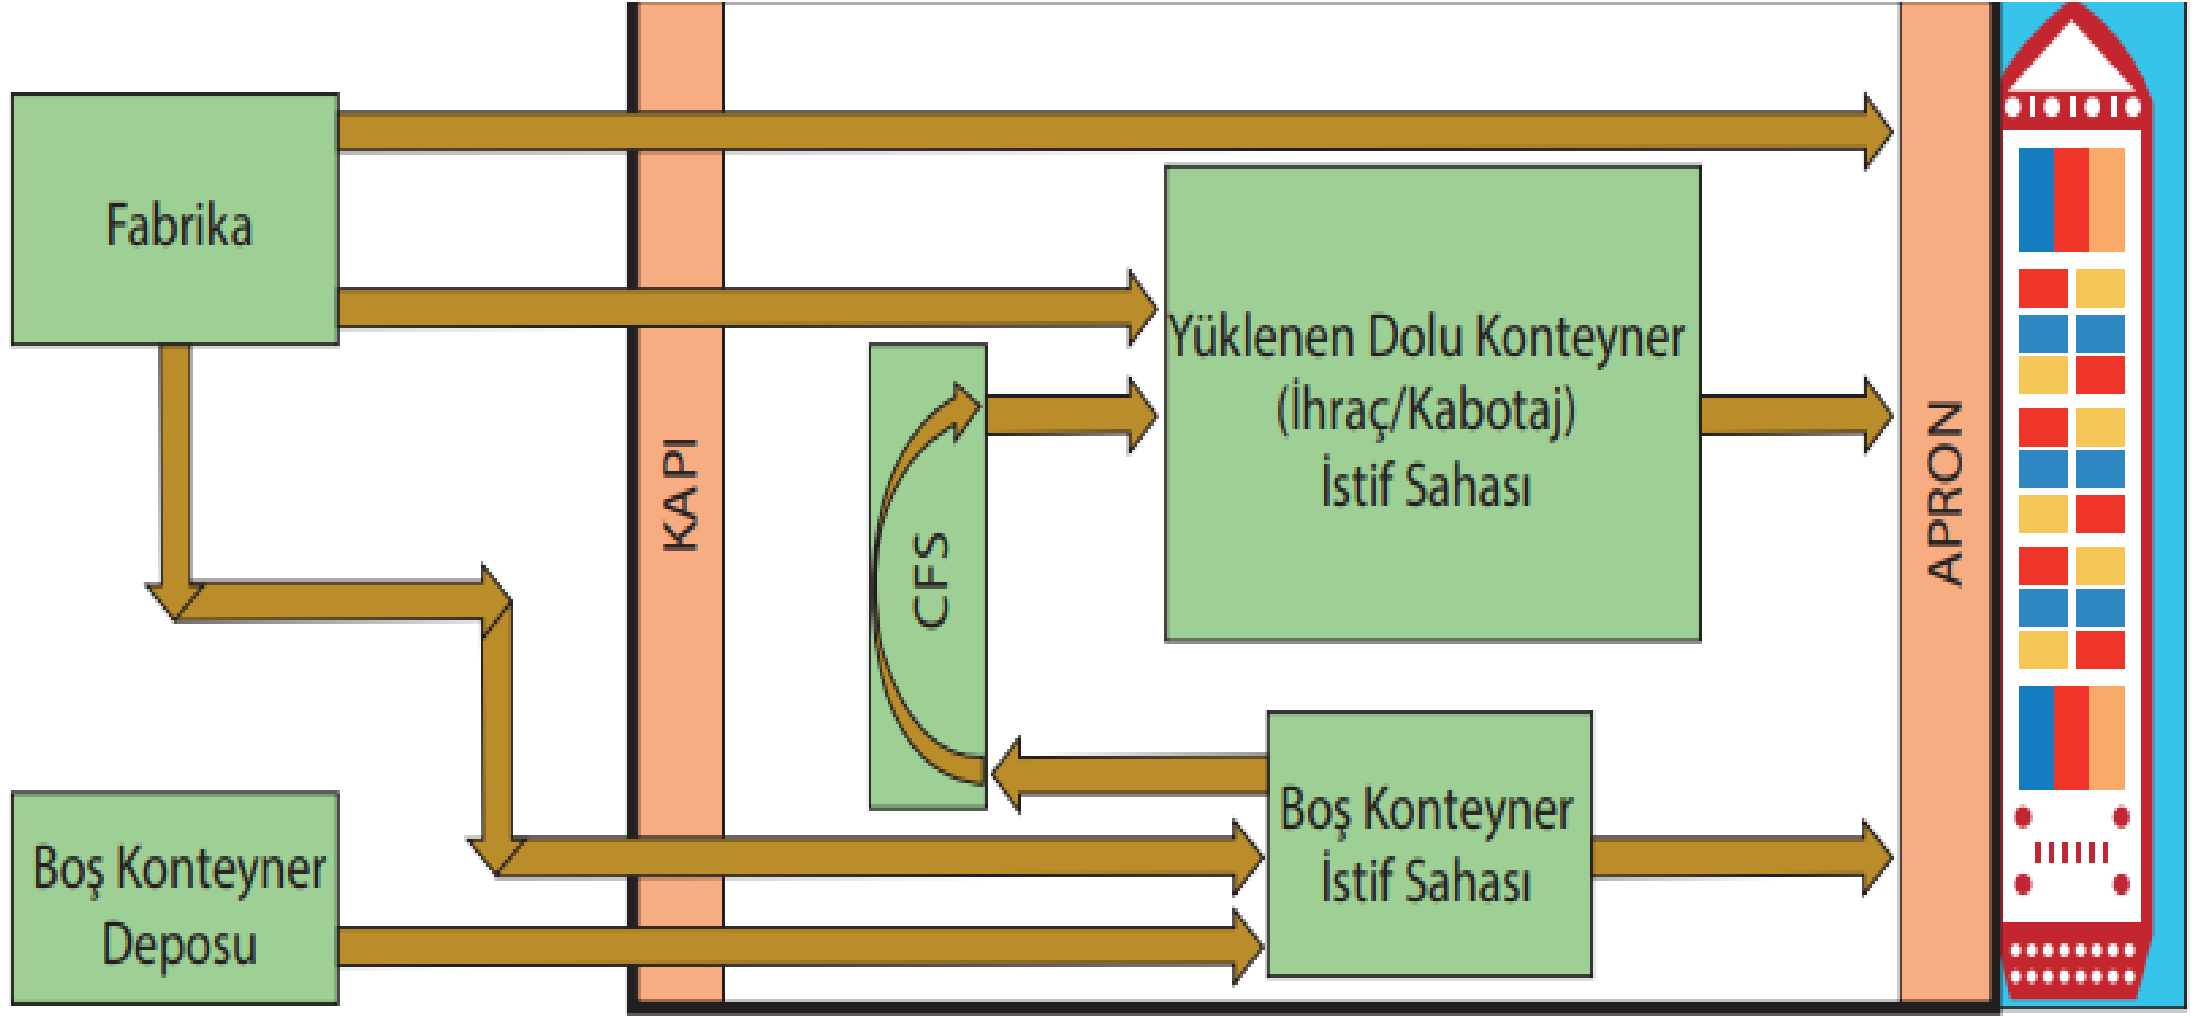 Fabrika
Yüklenen Dolu Konteyner
(İhraç/Kabotaj)
İstif Sahası
KAPI
CFS
APRON
Boş Konteyner
İstif Sahası
Boş Konteyner
Deposu